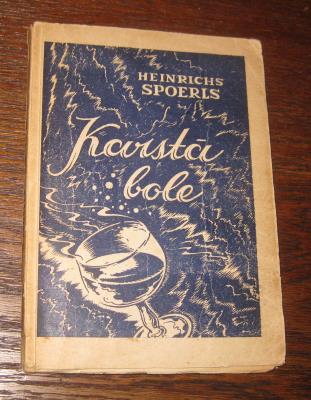 HEINRICHS
SPOERLS
Karstā
bole